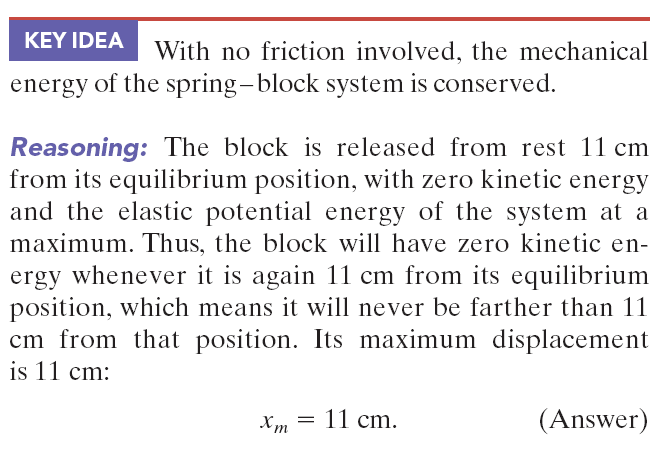 KEY IDEA With no friction involved, the mechanical
energy of the spring–block system is conserved.
Reasoning: The block is released from rest 11 cm
from its equilibrium position, with zero kinetic energy
and the elastic potential energy of the system at a
maximum. Thus, the block will have zero kinetic en-
ergy whenever it is again 11 cm from its equilibrium
position, which means it will never be farther than 11
cm from that position. Its maximum displacement
is 11 cm:
xₘ = 11 cm. (Answer)